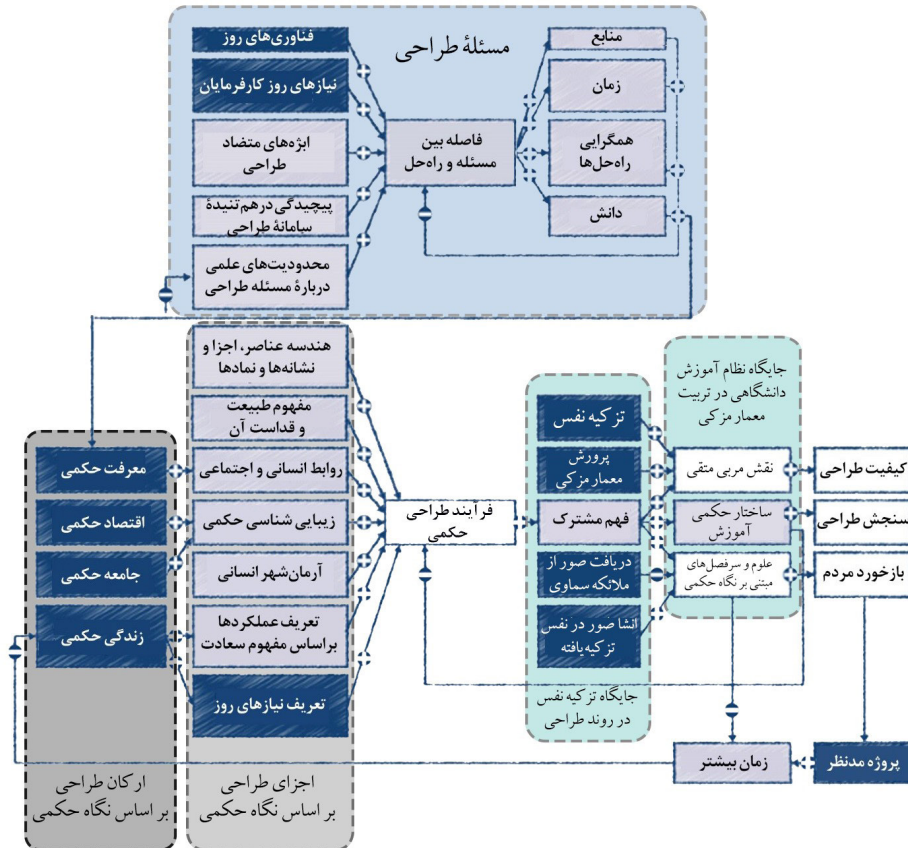 مسئلهٔ طراحی
فناوری‌های روز
نیازهای روز کارفرمایان
ابژه‌های متضاد
طراحی
پیچیدگی درهم‌تنیدهٔ
سامانهٔ طراحی
محدودیت‌های علمی
دربارهٔ مسئله طراحی
فاصله بین
مسئله و راه‌حل
منابع
زمان
همگرایی
راه‌حل‌ها
دانش
معرفت حکمی
اقتصاد حکمی
جامعه حکمی
زندگی حکمی
ارکان طراحی
بر اساس نگاه حکمی
هندسه عناصر، اجزا و
نشانه‌ها و نمادها
مفهوم طبیعت
و قداست آن
روابط انسانی و اجتماعی
زیبایی شناسی حکمی
آرمان‌شهر انسانی
تعریف عملکردها
براساس مفهوم سعادت
تعریف نیازهای روز
اجزای طراحی
بر اساس نگاه حکمی
فرآیند طراحی
حکمی
تزکیه نفس
پرورش
معمار مزکی
فهم مشترک
دریافت صور از
ملائکه سماوی
انشا صور در نفس
تزکیه‌یافته
جایگاه تزکیه نفس
در روند طراحی
جایگاه نظام آموزش
دانشگاهی در تربیت
معمار مزکی
نقش مربی متقی
ساختار حکمی
آموزش
علوم و سرفصل‌های
مبتنی بر نگاه حکمی
کیفیت طراحی
سنجش طراحی
بازخورد مردم
پروژه مدنظر
زمان بیشتر